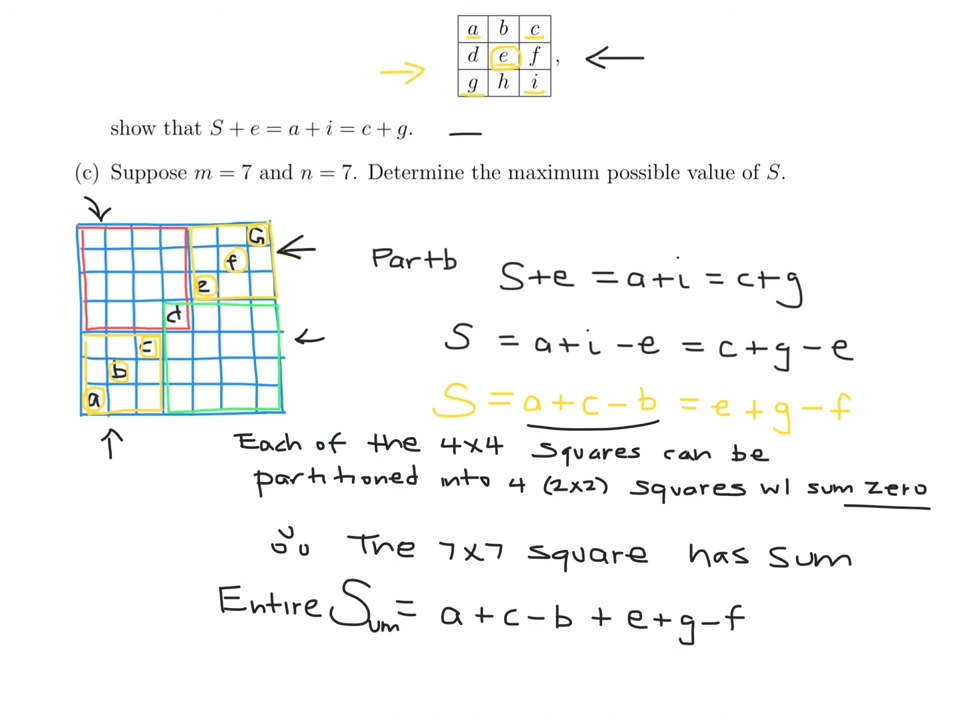 a b c
d e f ,
g h i
show that S + e = a + i = c + g.
(c) Suppose m = 7 and n = 7. Determine the maximum possible value of S.
G
f
e
d
c
b
a
Part b
S+e = a+i = c+g
S = a+i-e = c+g-e
S = a+c-b = e+g-f
Each of the 4x4 squares can be
partitioned into 4 (2x2) squares w/ sum zero
∴ The 7x7 square has sum
Entire Sum = a+c-b+e+g-f